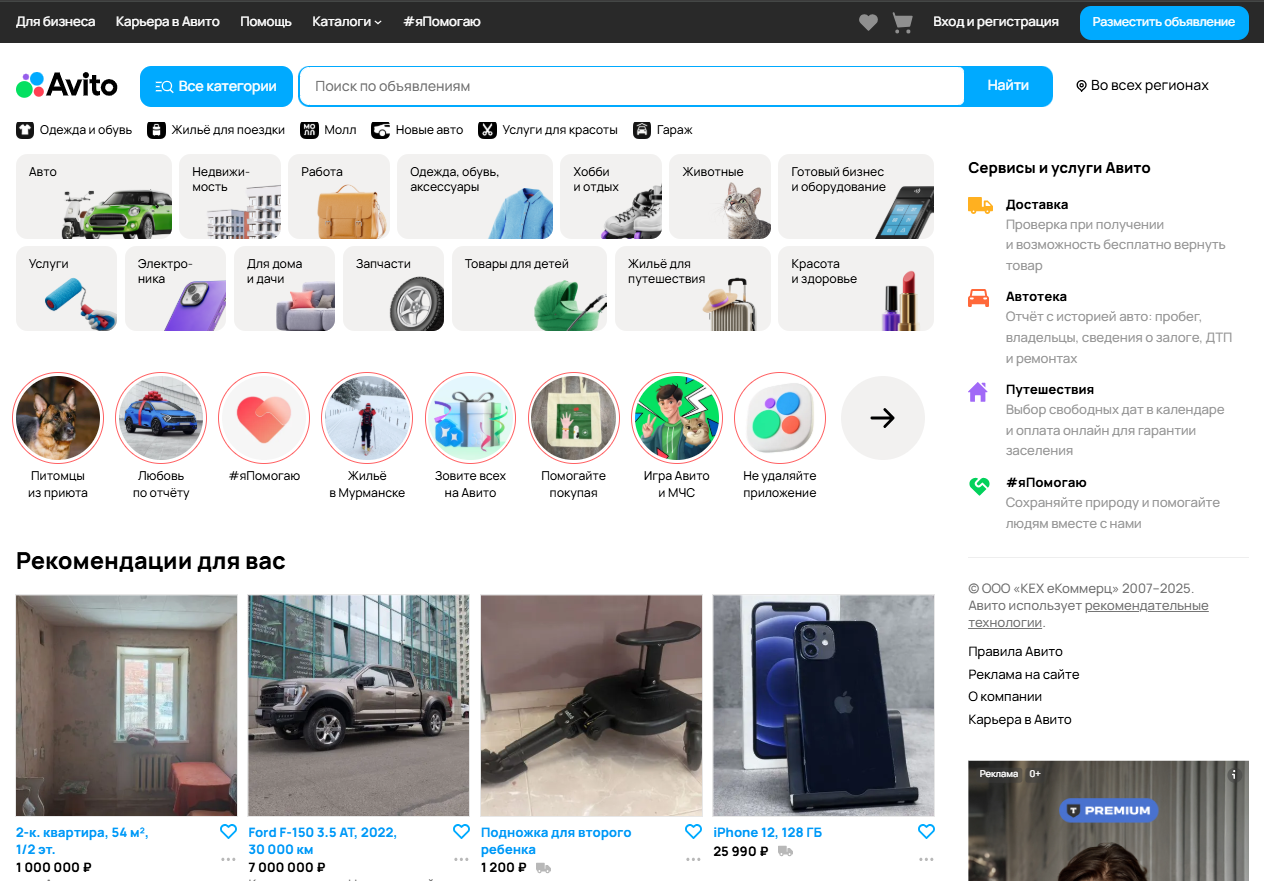 Для бизнеса Карьера в Авито Помощь Каталоги #яПомогаю Вход и регистрация Разместить объявление
Avito Все категории Поиск по объявлениям Найти Во всех регионах
Одежда и обувь Жильё для поездки Молл Новые авто Услуги для красоты Гараж
Авто
Недвижи-
мость
Работа
Одежда, обувь,
аксессуары
Хобби
и отдых
Животные
Готовый бизнес
и оборудование
Услуги
Электро-
ника
Для дома
и дачи
Запчасти
Товары для детей
Жильё для
путешествия
Красота
и здоровье
Питомцы
из приюта
Любовь
по отчёту
#яПомогаю
Жильё
в Мурманске
Зовите всех
на Авито
Помогайте
покупая
Игра Авито
и МЧС
Не удаляйте
приложение
Рекомендации для вас
2-к. квартира, 54 м²,
1/2 эт.
1 000 000 ₽
Ford F-150 3.5 AT, 2022,
30 000 км
7 000 000 ₽
Подножка для второго
ребенка
1 200 ₽
iPhone 12, 128 ГБ
25 990 ₽
Сервисы и услуги Авито
Доставка
Проверка при получении
и возможность бесплатно вернуть
товар
Автотека
Отчёт с историей авто: пробег,
владельцы, сведения о залоге, ДТП
и ремонтах
Путешествия
Выбор свободных дат в календаре
и оплата онлайн для гарантии
заселения
#яПомогаю
Сохраняйте природу и помогайте
людям вместе с нами
© ООО «КЕХ еКоммерц» 2007–2025.
Авито использует рекомендательные
технологии.
Правила Авито
Реклама на сайте
О компании
Карьера в Авито
Реклама 0+
PREMIUM